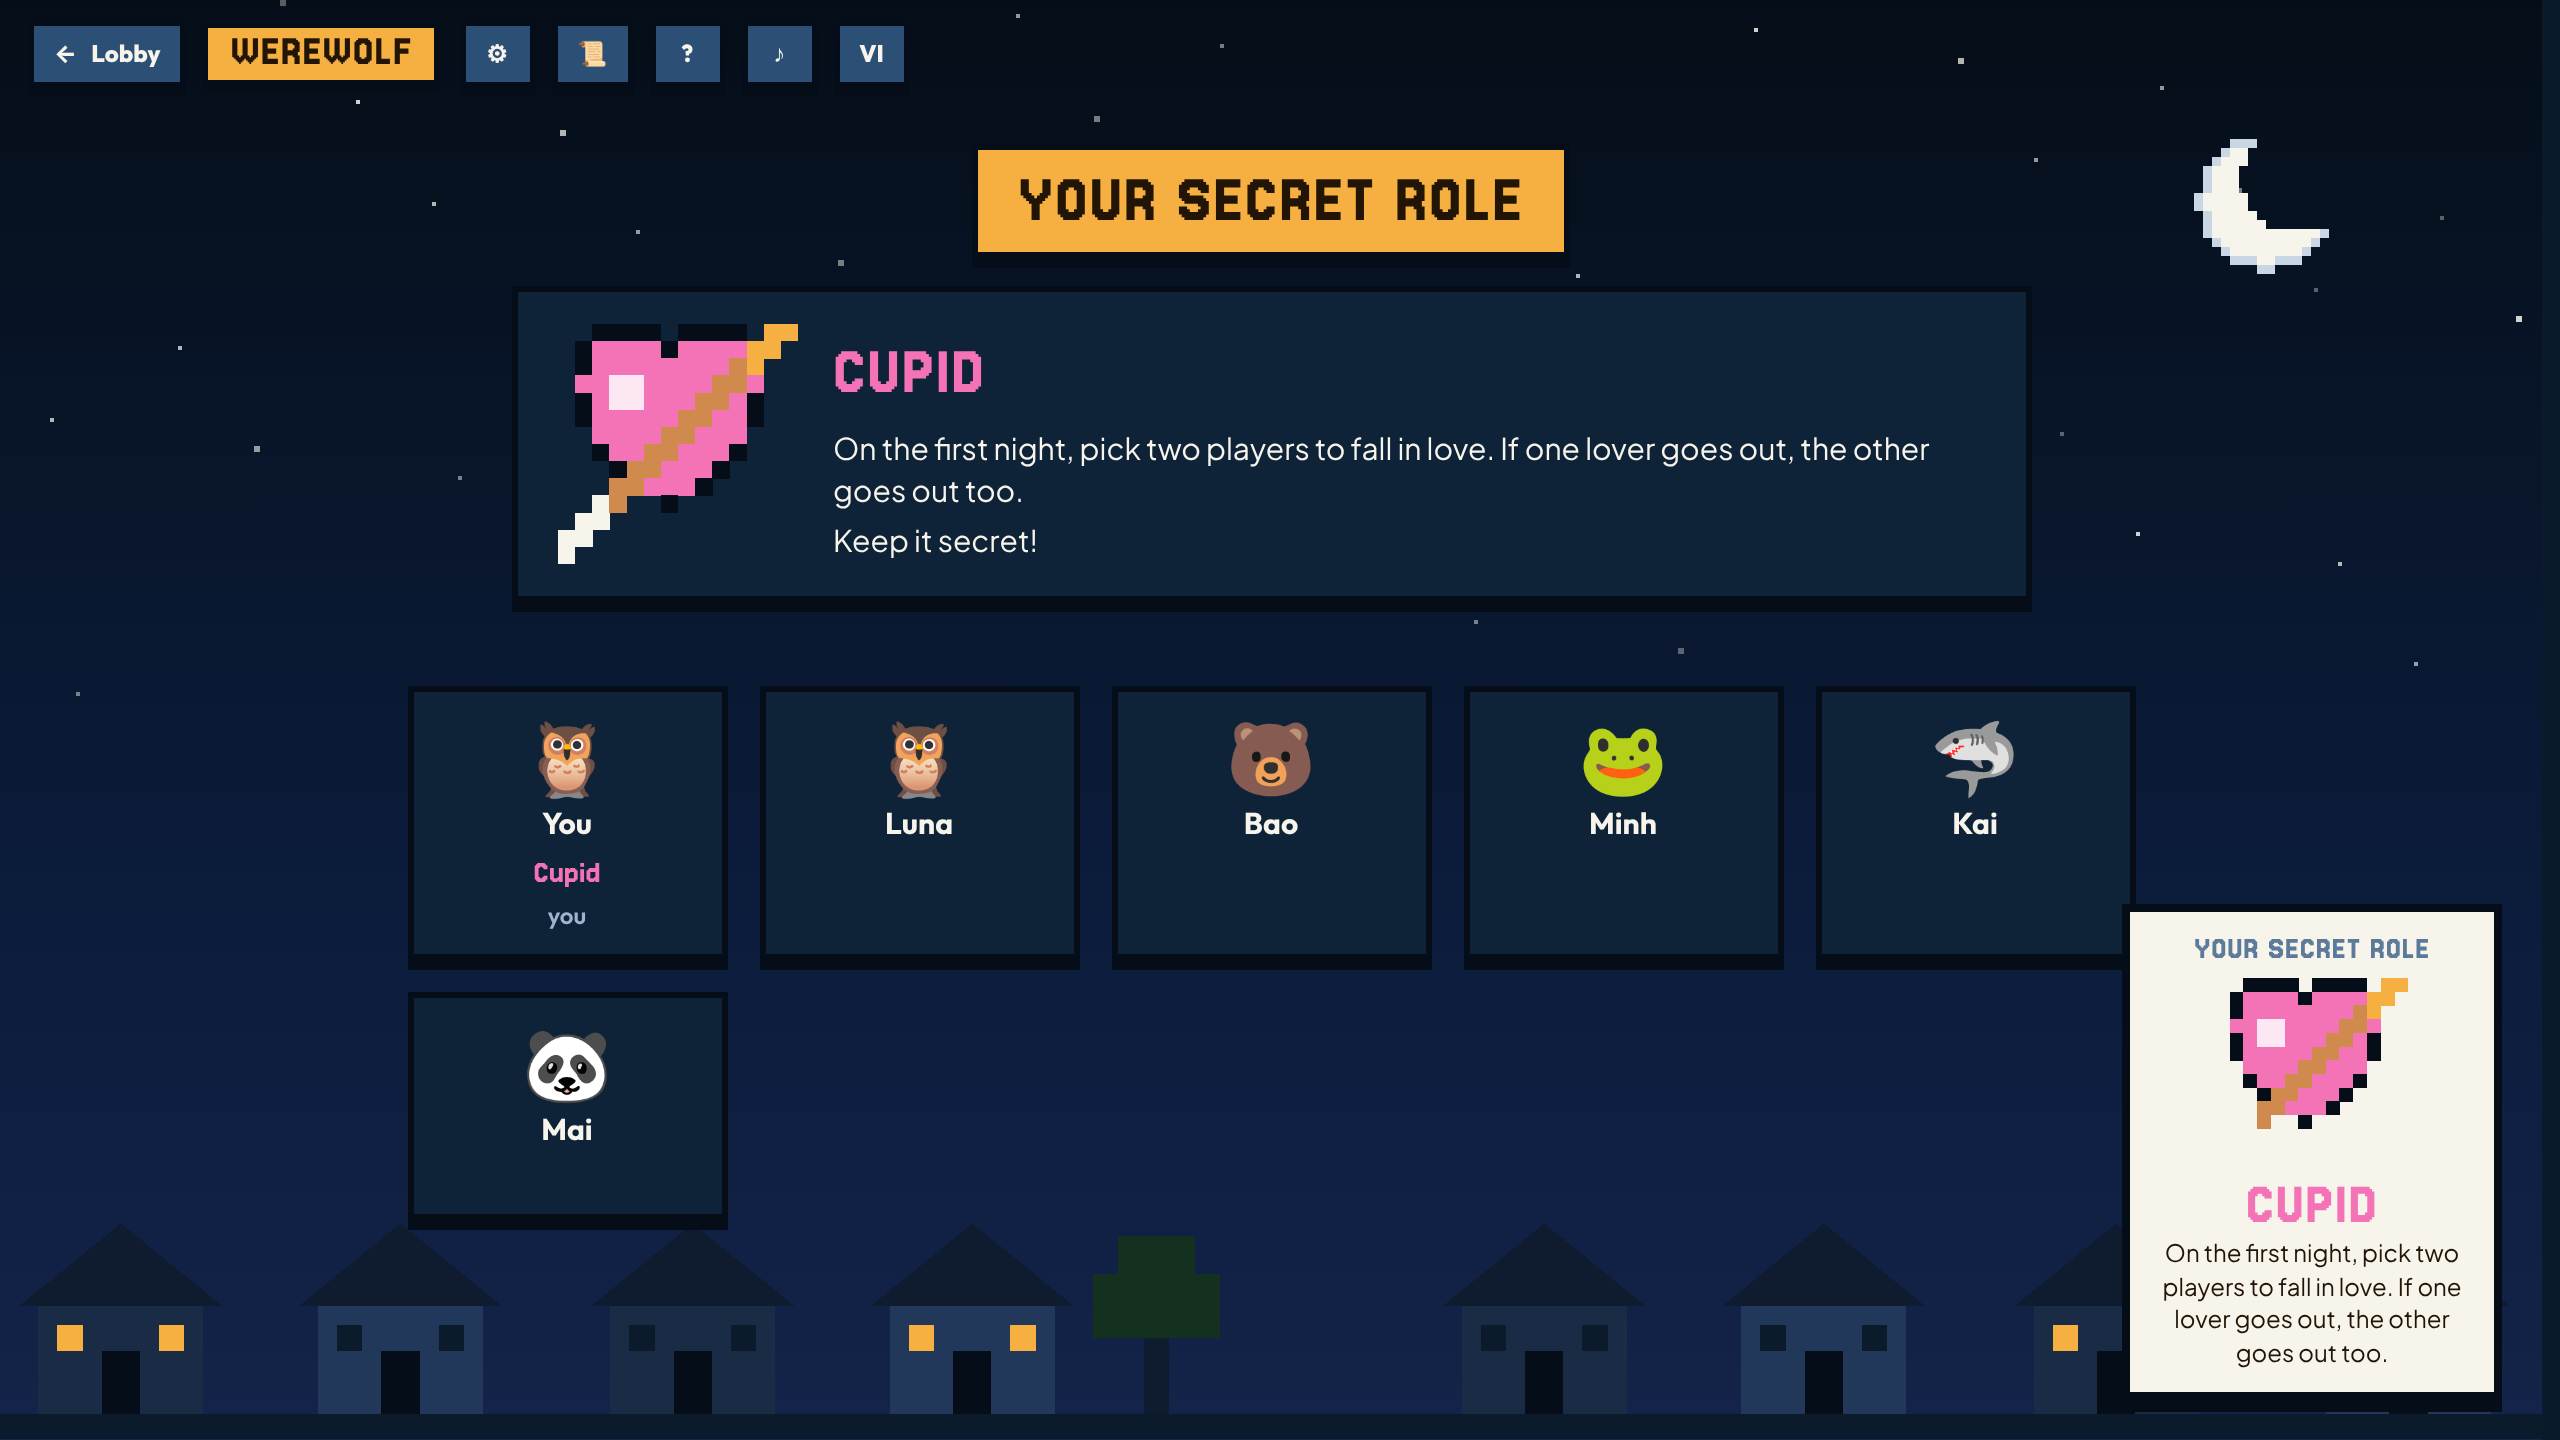 ← Lobby
WEREWOLF
?
♪
VI
YOUR SECRET ROLE
CUPID
On the first night, pick two players to fall in love. If one lover goes out, the other
goes out too.
Keep it secret!
You
Cupid
you
Luna
Bao
Minh
Kai
Mai
YOUR SECRET ROLE
CUPID
On the first night, pick two
players to fall in love. If one
lover goes out, the other
goes out too.